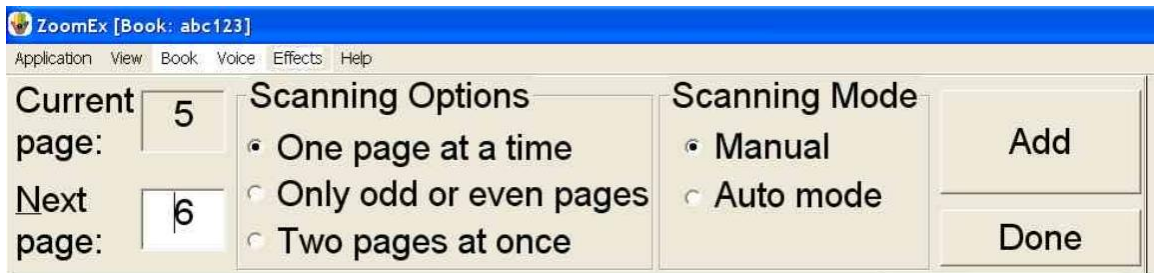 ZoomEx [Book: abc123]
Application View Book Voice Effects Help
Current page:
5
Next page:
6
Scanning Options
One page at a time
Only odd or even pages
Two pages at once
Scanning Mode
Manual
Auto mode
Add
Done